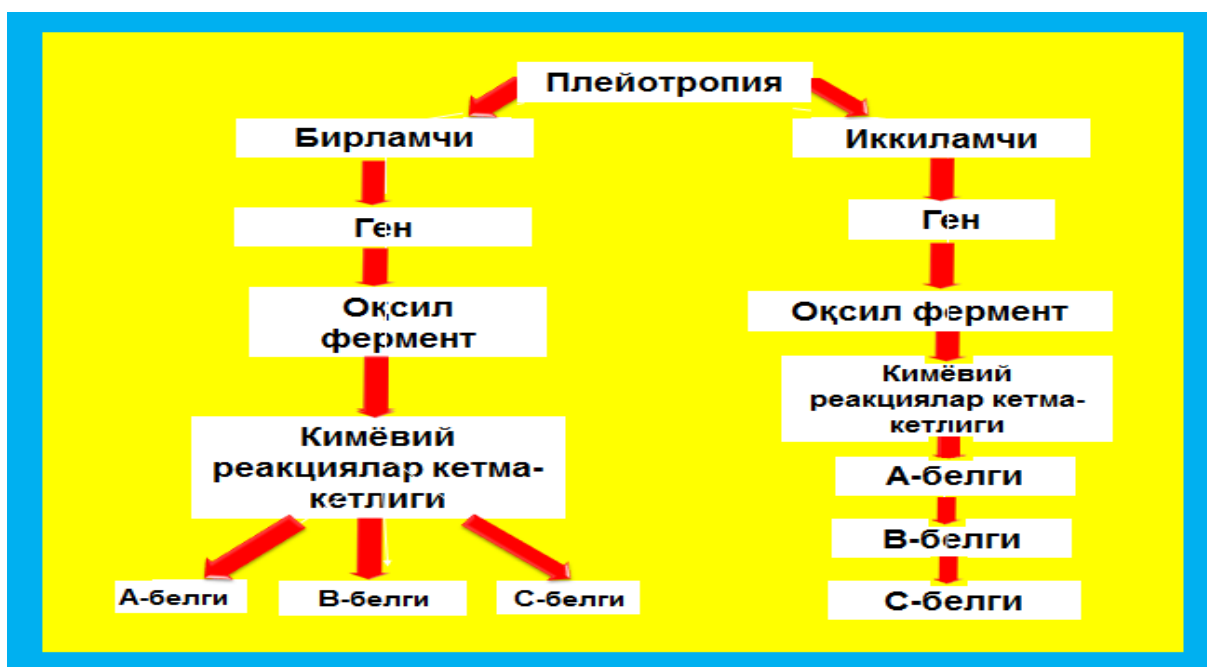 Плейотропия
Бирламчи
Ген
Оқсил
фермент
Кимёвий
реакциялар кетма-
кетлиги
А-белги
В-белги
С-белги
Иккиламчи
Ген
Оқсил фермент
Кимёвий
реакциялар кетма-
кетлиги
А-белги
В-белги
С-белги